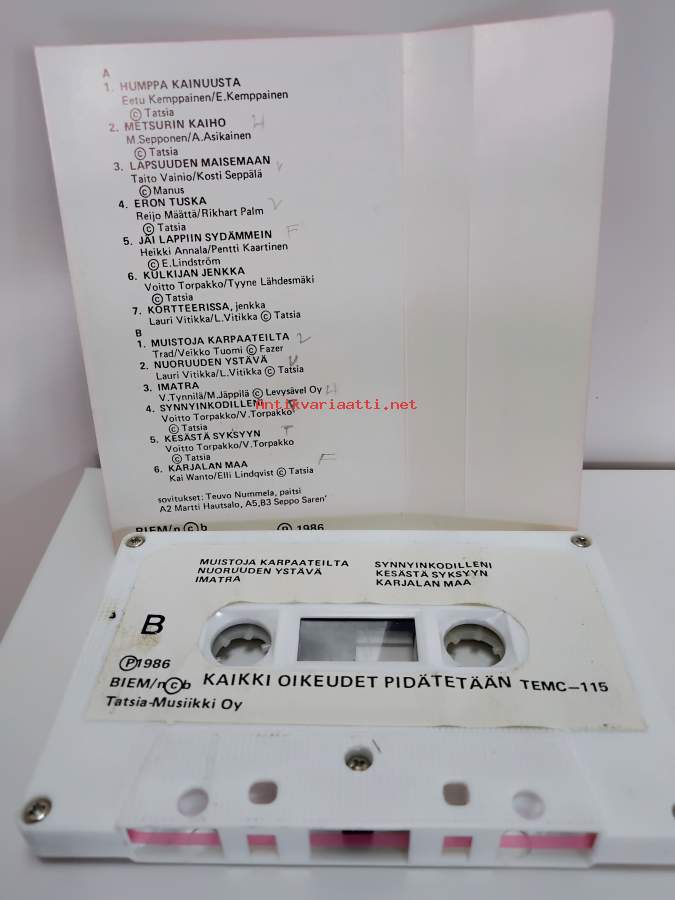 A
1. HUMPPA KAINUUSTA
Eetu Kemppainen/E.Kemppainen
© Tatsia
2. METSURIN KAIHO H
M.Sepponen/A.Asikainen
© Tatsia
3. LAPSUUDEN MAISEMAAN
Taito Vainio/Kosti Seppälä
© Manus
4. ERON TUSKA
Reijo Määttä/Rikhart Palm
© Tatsia
5. JÄI LAPPIIN SYDÄMMEIN F
Heikki Annala/Pentti Kaartinen
© E.Lindström
6. KULKIJAN JENKKA
Voitto Torpakko/Tyyne Lähdesmäki
© Tatsia
7. KORTTEERISSA, jenkka
Lauri Vitikka/L.Vitikka © Tatsia
B
1. MUISTOJA KARPAATEILTA
Trad/Veikko Tuomi © Fazer
2. NUORUUDEN YSTÄVÄ
Lauri Vitikka/L.Vitikka © Tatsia
3. IMATRA
V.Tynnilä/M.Jäppilä © Levysävel Oy H
4. SYNNYINKODILLENI
Antikvariaatti.net
Voitto Torpakko/V.Torpakko
© Tatsia
5. KESÄSTÄ SYKSYYN T
Voitto Torpakko/V.Torpakko
© Tatsia
6. KARJALAN MAA F
Kai Wanto/Elli Lindqvist © Tatsia
sovitukset: Teuvo Nummela, paitsi
A2 Martti Hautsalo, A5,B3 Seppo Saren'
BIEM/n©b ℗ 1986
MUISTOJA KARPAATEILTA
NUORUUDEN YSTÄVÄ
IMATRA
SYNNYINKODILLENI
KESÄSTÄ SYKSYYN
KARJALAN MAA
B
℗1986
BIEM/n©b KAIKKI OIKEUDET PIDÄTETÄÄN TEMC-115
Tatsia-Musiikki Oy